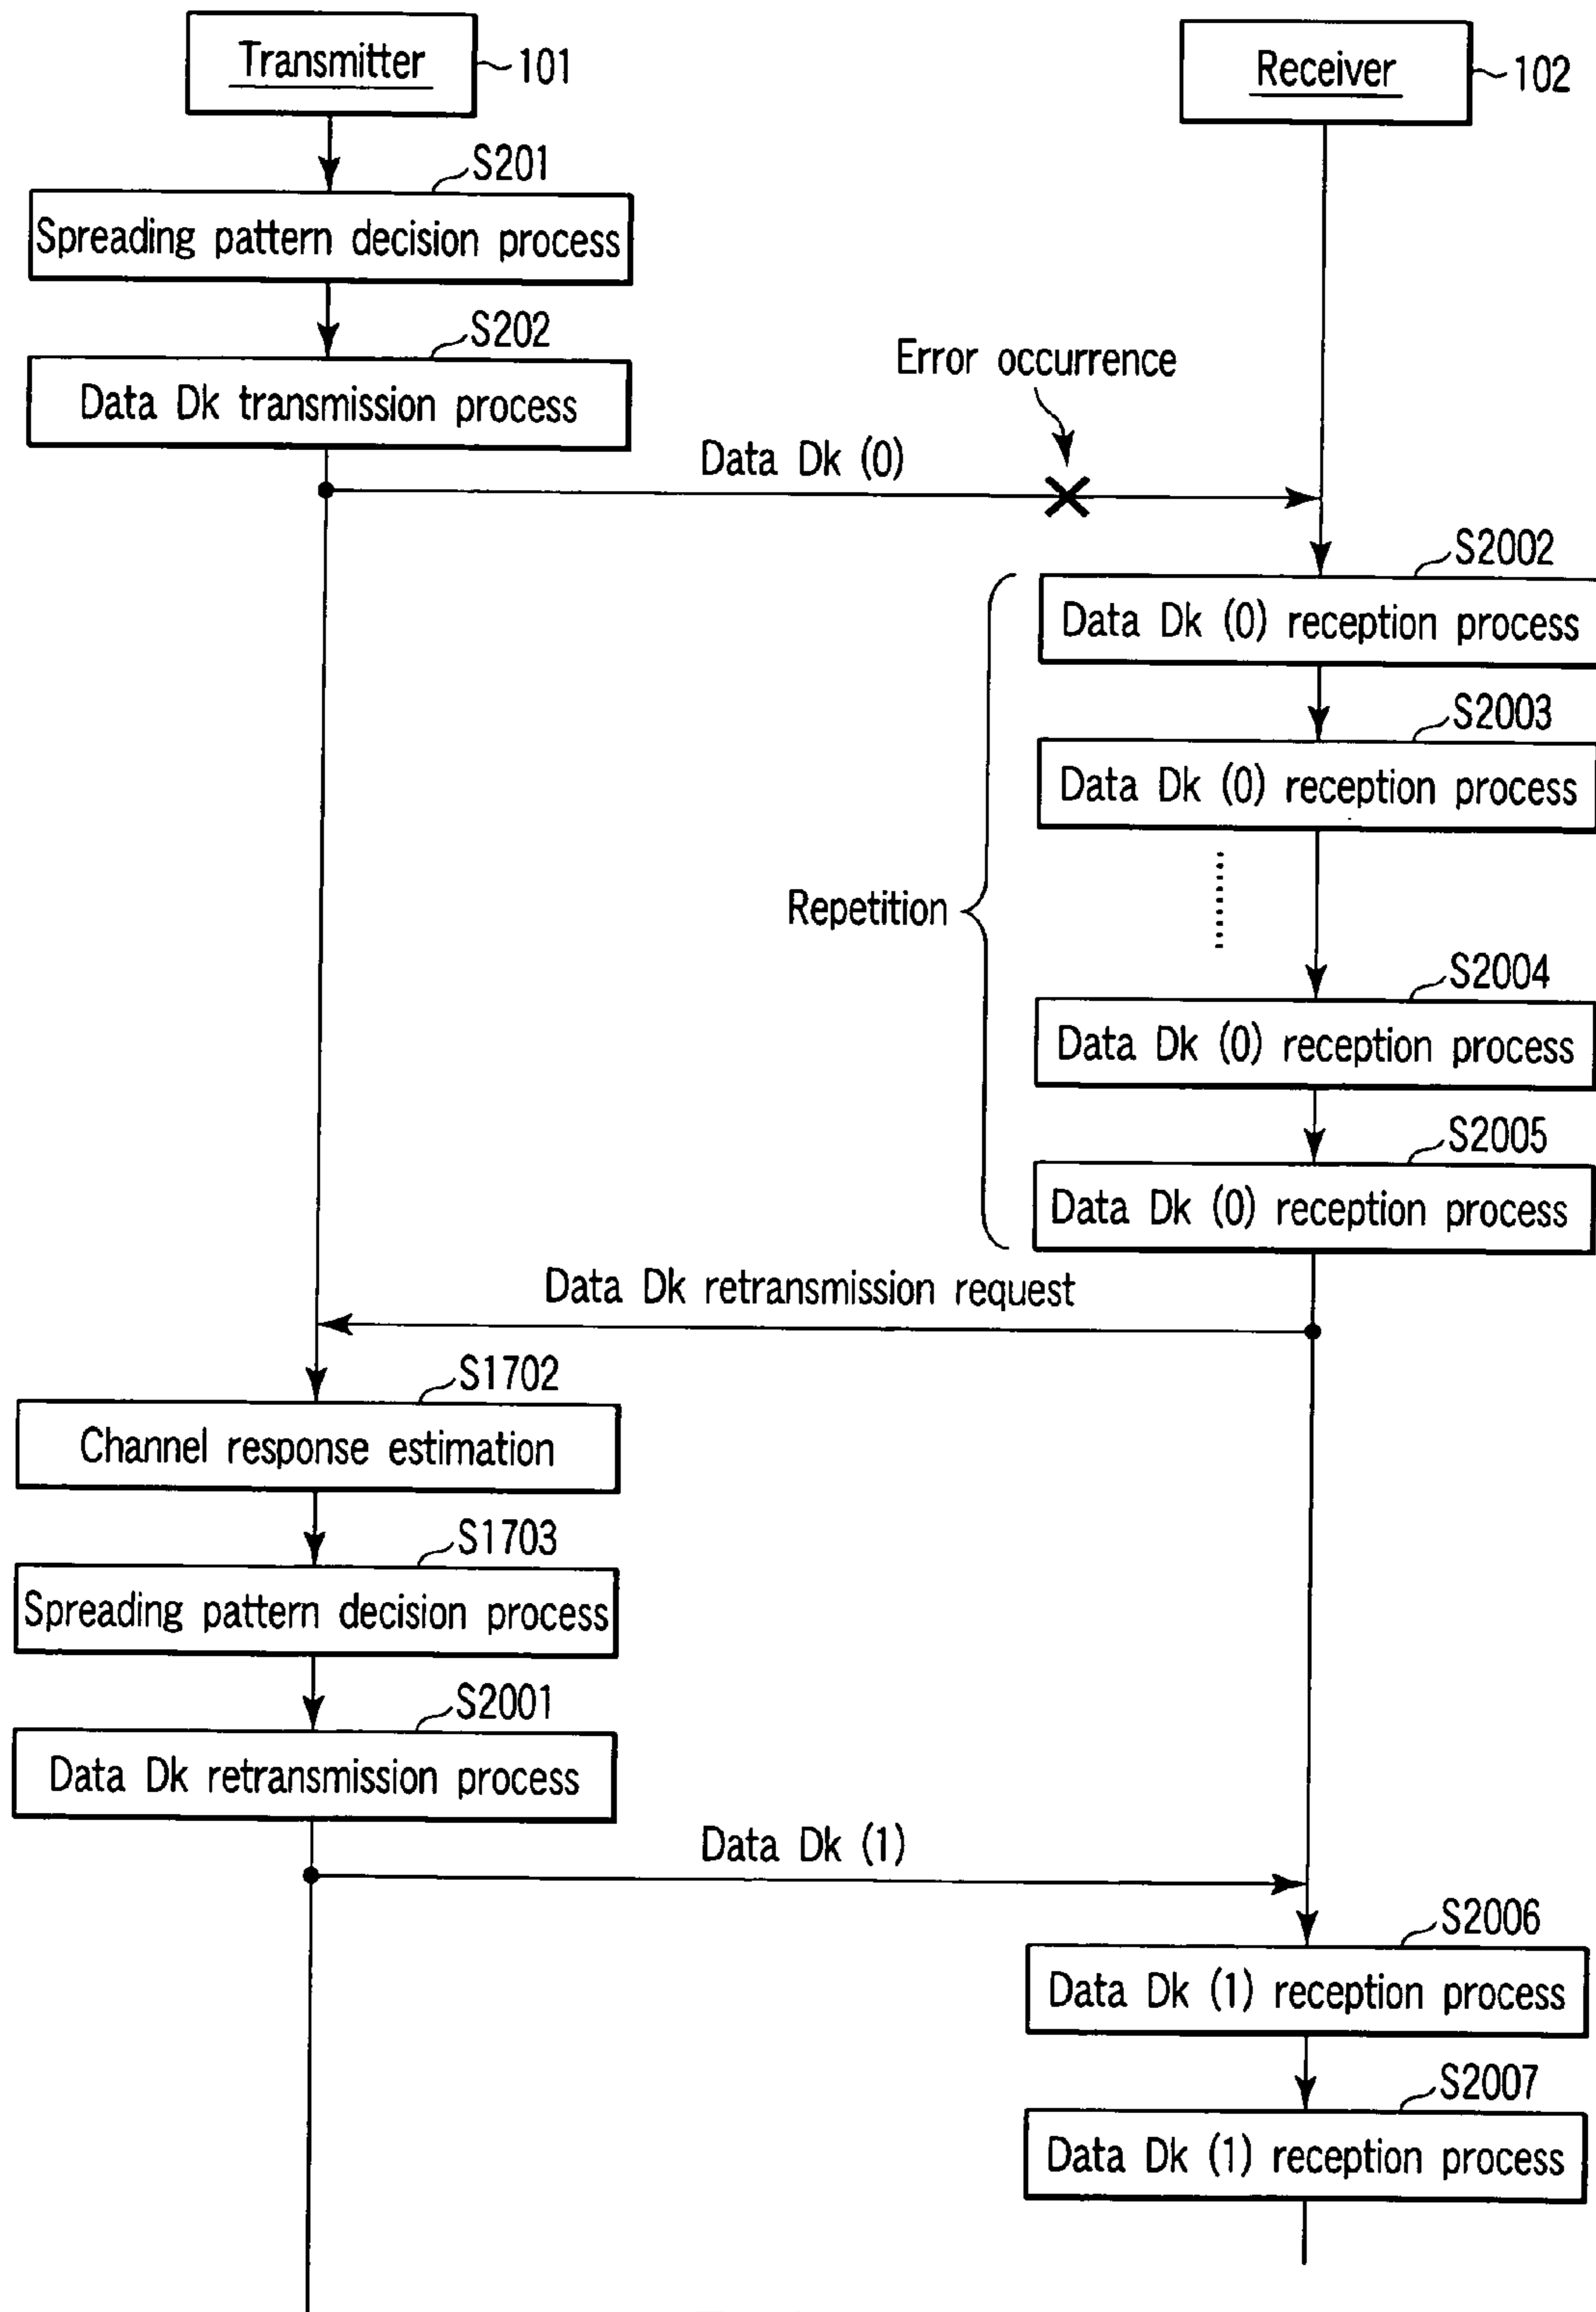 Transmitter
101
Receiver
102
S201
Spreading pattern decision process
S202
Data Dk transmission process
Error occurrence
Data Dk (0)
S2002
Data Dk (0) reception process
S2003
Data Dk (0) reception process
Repetition
S2004
Data Dk (0) reception process
S2005
Data Dk (0) reception process
Data Dk retransmission request
S1702
Channel response estimation
S1703
Spreading pattern decision process
S2001
Data Dk retransmission process
Data Dk (1)
S2006
Data Dk (1) reception process
S2007
Data Dk (1) reception process